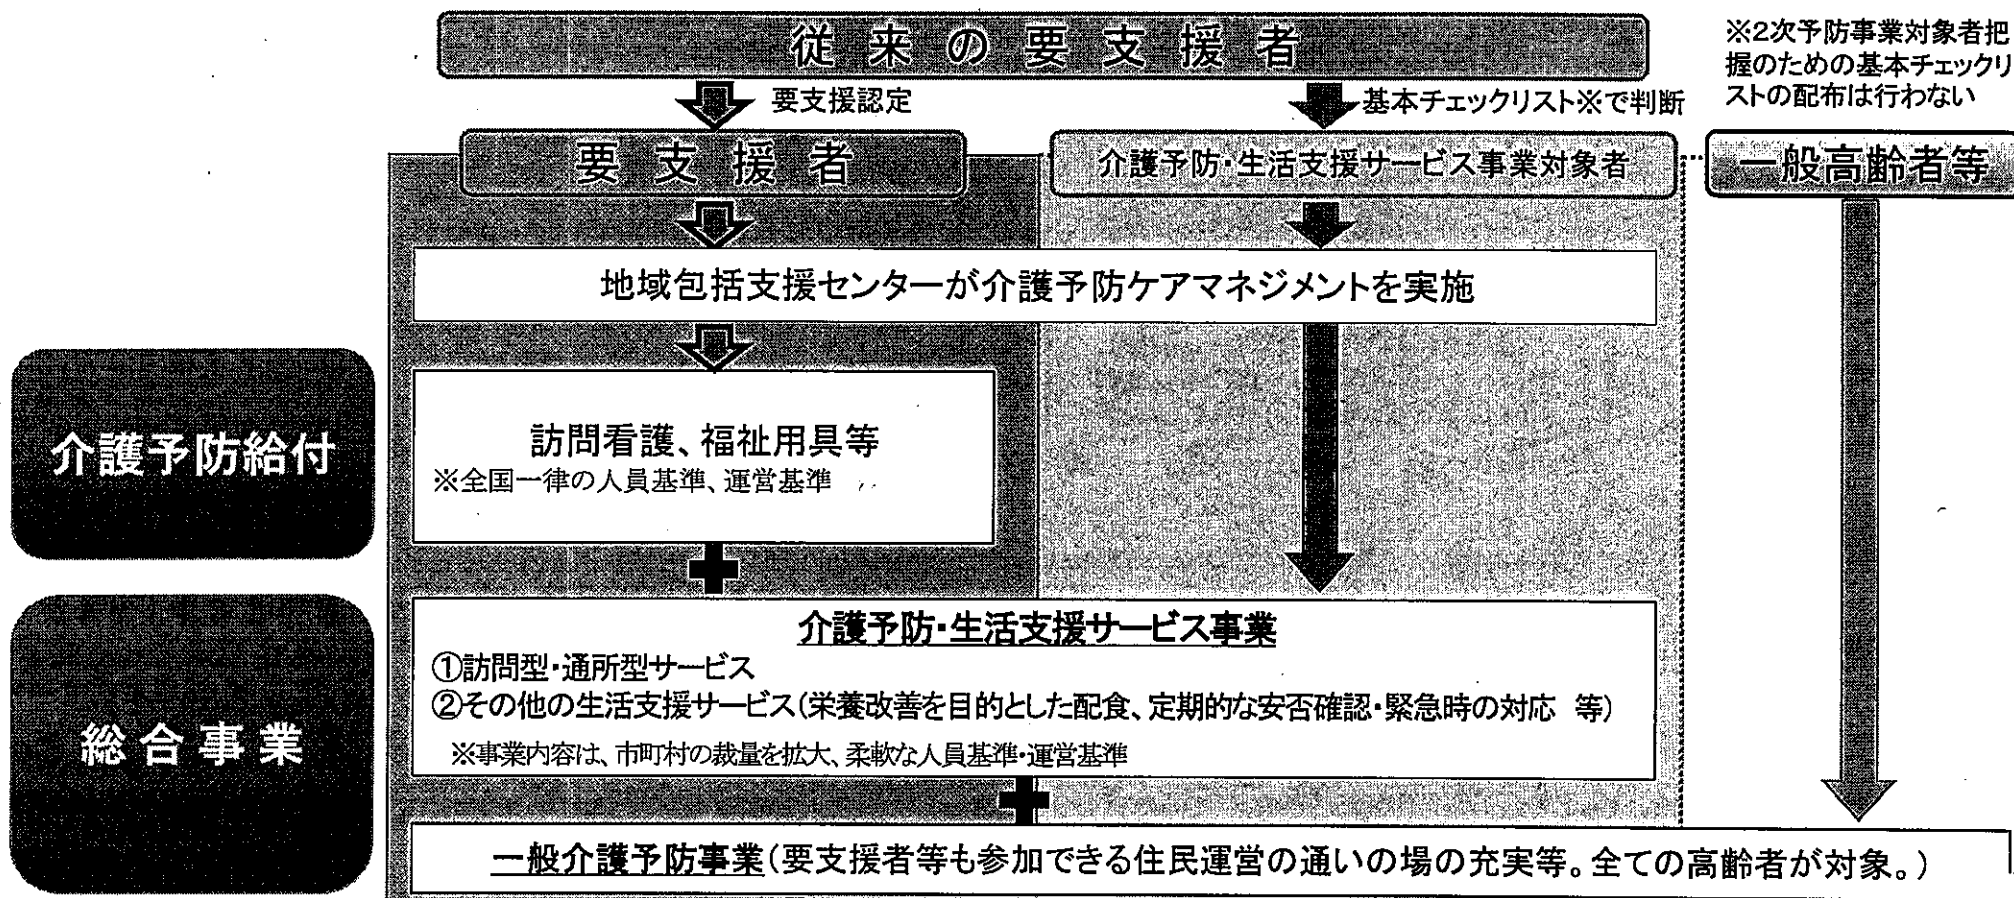 従来の要支援者
※2次予防事業対象者把
握のための基本チェックリ
ストの配布は行わない
要支援認定
基本チェックリスト※で判断
要支援者
介護予防・生活支援サービス事業対象者
一般高齢者等
地域包括支援センターが介護予防ケアマネジメントを実施
介護予防給付
訪問看護、福祉用具等
※全国一律の人員基準、運営基準
総合事業
介護予防・生活支援サービス事業
①訪問型・通所型サービス
②その他の生活支援サービス(栄養改善を目的とした配食、定期的な安否確認・緊急時の対応 等)
※事業内容は、市町村の裁量を拡大、柔軟な人員基準・運営基準
一般介護予防事業(要支援者等も参加できる住民運営の通いの場の充実等。全ての高齢者が対象。)